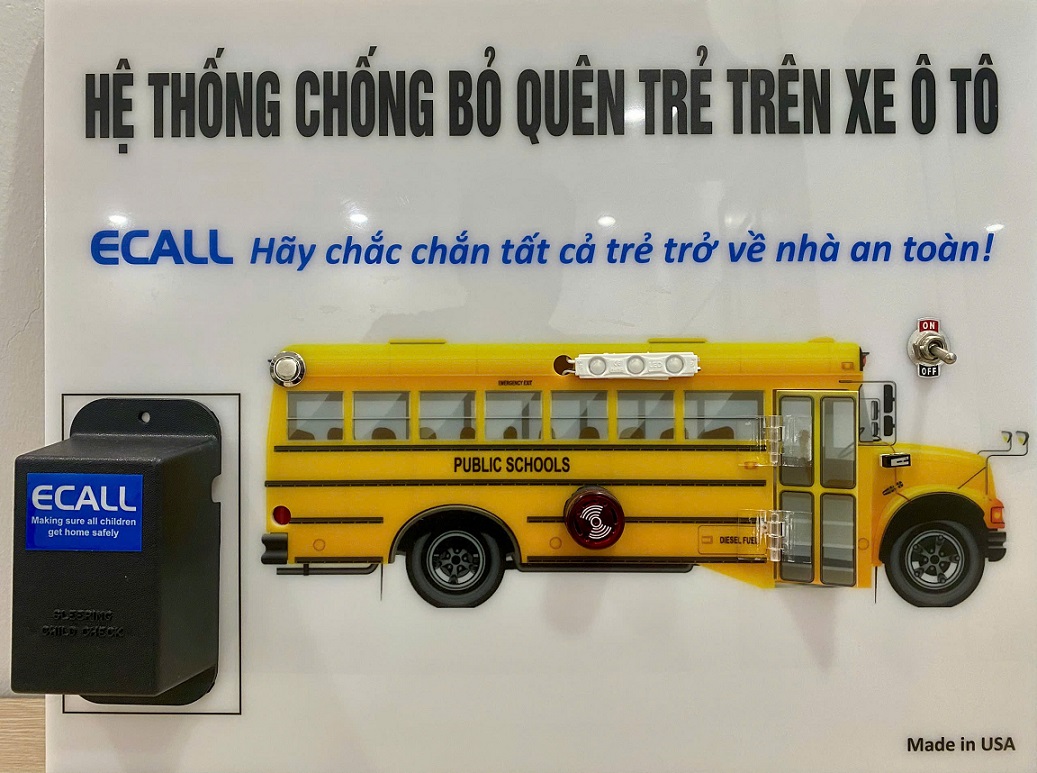 HỆ THỐNG CHỐNG BỎ QUÊN TRẺ TRÊN XE Ô TÔ
ECALL Hãy chắc chắn tất cả trẻ trở về nhà an toàn!
ON
OFF
EMERGENCY EXIT
PUBLIC SCHOOLS
DIESEL FUEL
ECALL
Making sure all children
get home safely
SLEEPING
CHILD CHECK
Made in USA